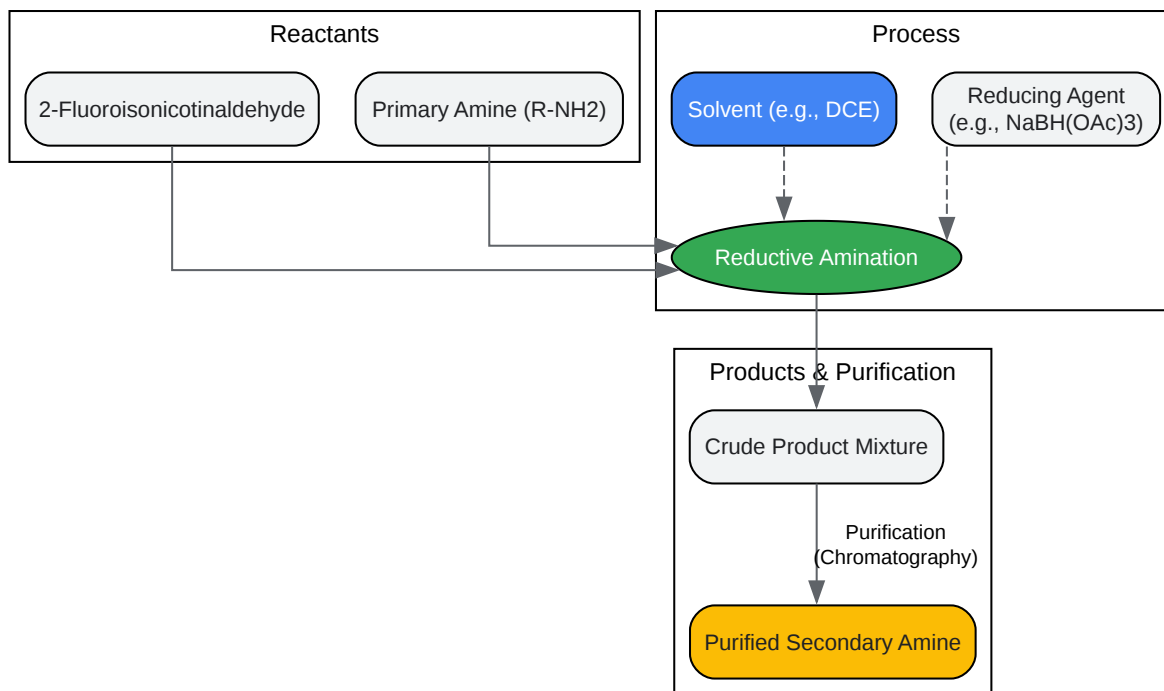 Reactants
2-Fluoroisonicotinaldehyde
Primary Amine (R-NH2)
Process
Solvent (e.g., DCE)
Reducing Agent
(e.g., NaBH(OAc)3)
Reductive Amination
Products & Purification
Crude Product Mixture
Purification
(Chromatography)
Purified Secondary Amine